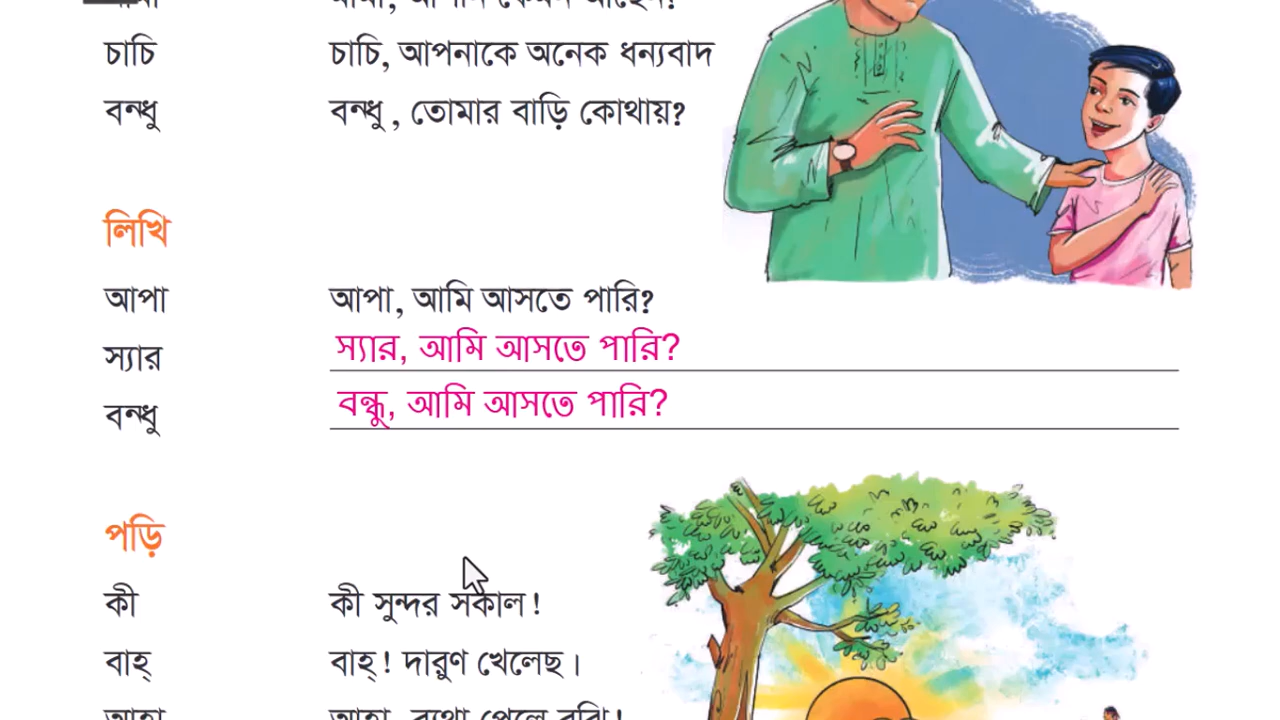 চাচি চাচি, আপনাকে অনেক ধন্যবাদ
বন্ধু বন্ধু, তোমার বাড়ি কোথায়?
লিখি
আপা আপা, আমি আসতে পারি?
স্যার স্যার, আমি আসতে পারি?
বন্ধু বন্ধু, আমি আসতে পারি?
পড়ি
কী কী সুন্দর সকাল!
বাহ্ বাহ্! দারুণ খেলেছ।